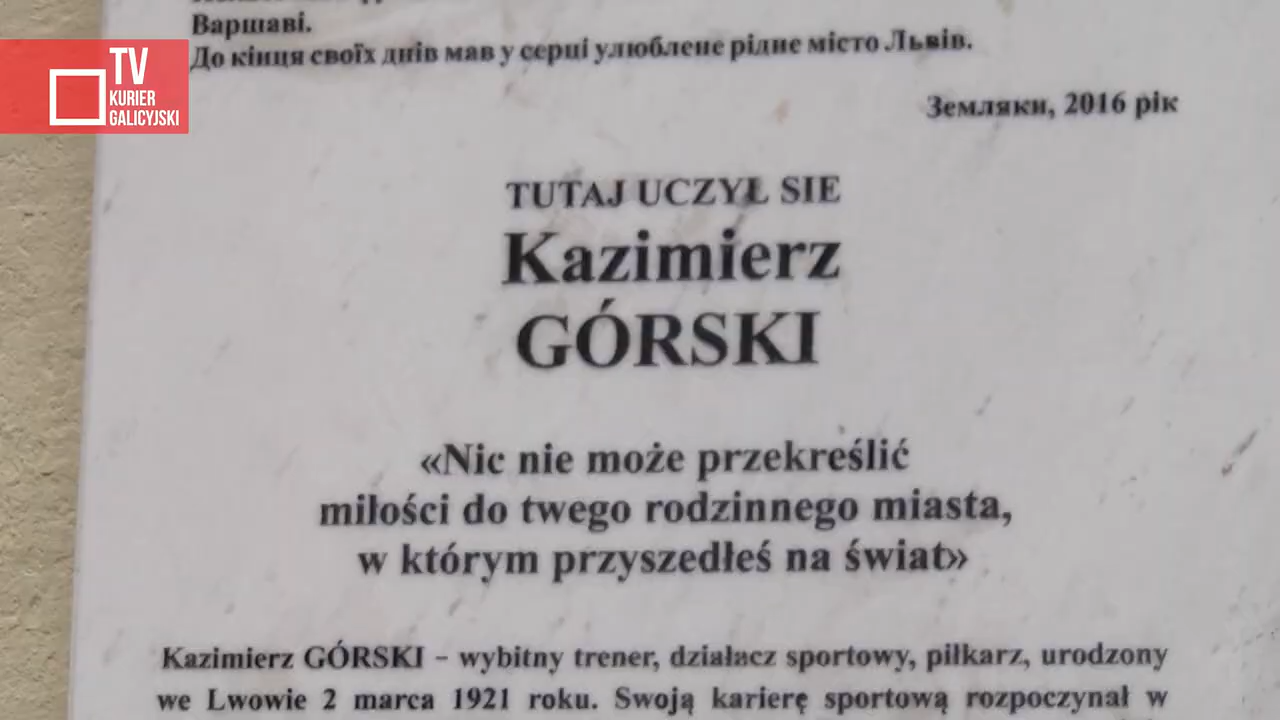 Варшаві.
До кінця своїх днів мав у серці улюблене рідне місто Львів.
TV
KURIER
GALICYJSKI
Земляки, 2016 рік
TUTAJ UCZYŁ SIE
Kazimierz
GÓRSKI
«Nic nie może przekreślić
miłości do twego rodzinnego miasta,
w którym przyszedłeś na świat»
Kazimierz GÓRSKI – wybitny trener, działacz sportowy, piłkarz, urodzony
we Lwowie 2 marca 1921 roku. Swoją karierę sportową rozpoczynał w